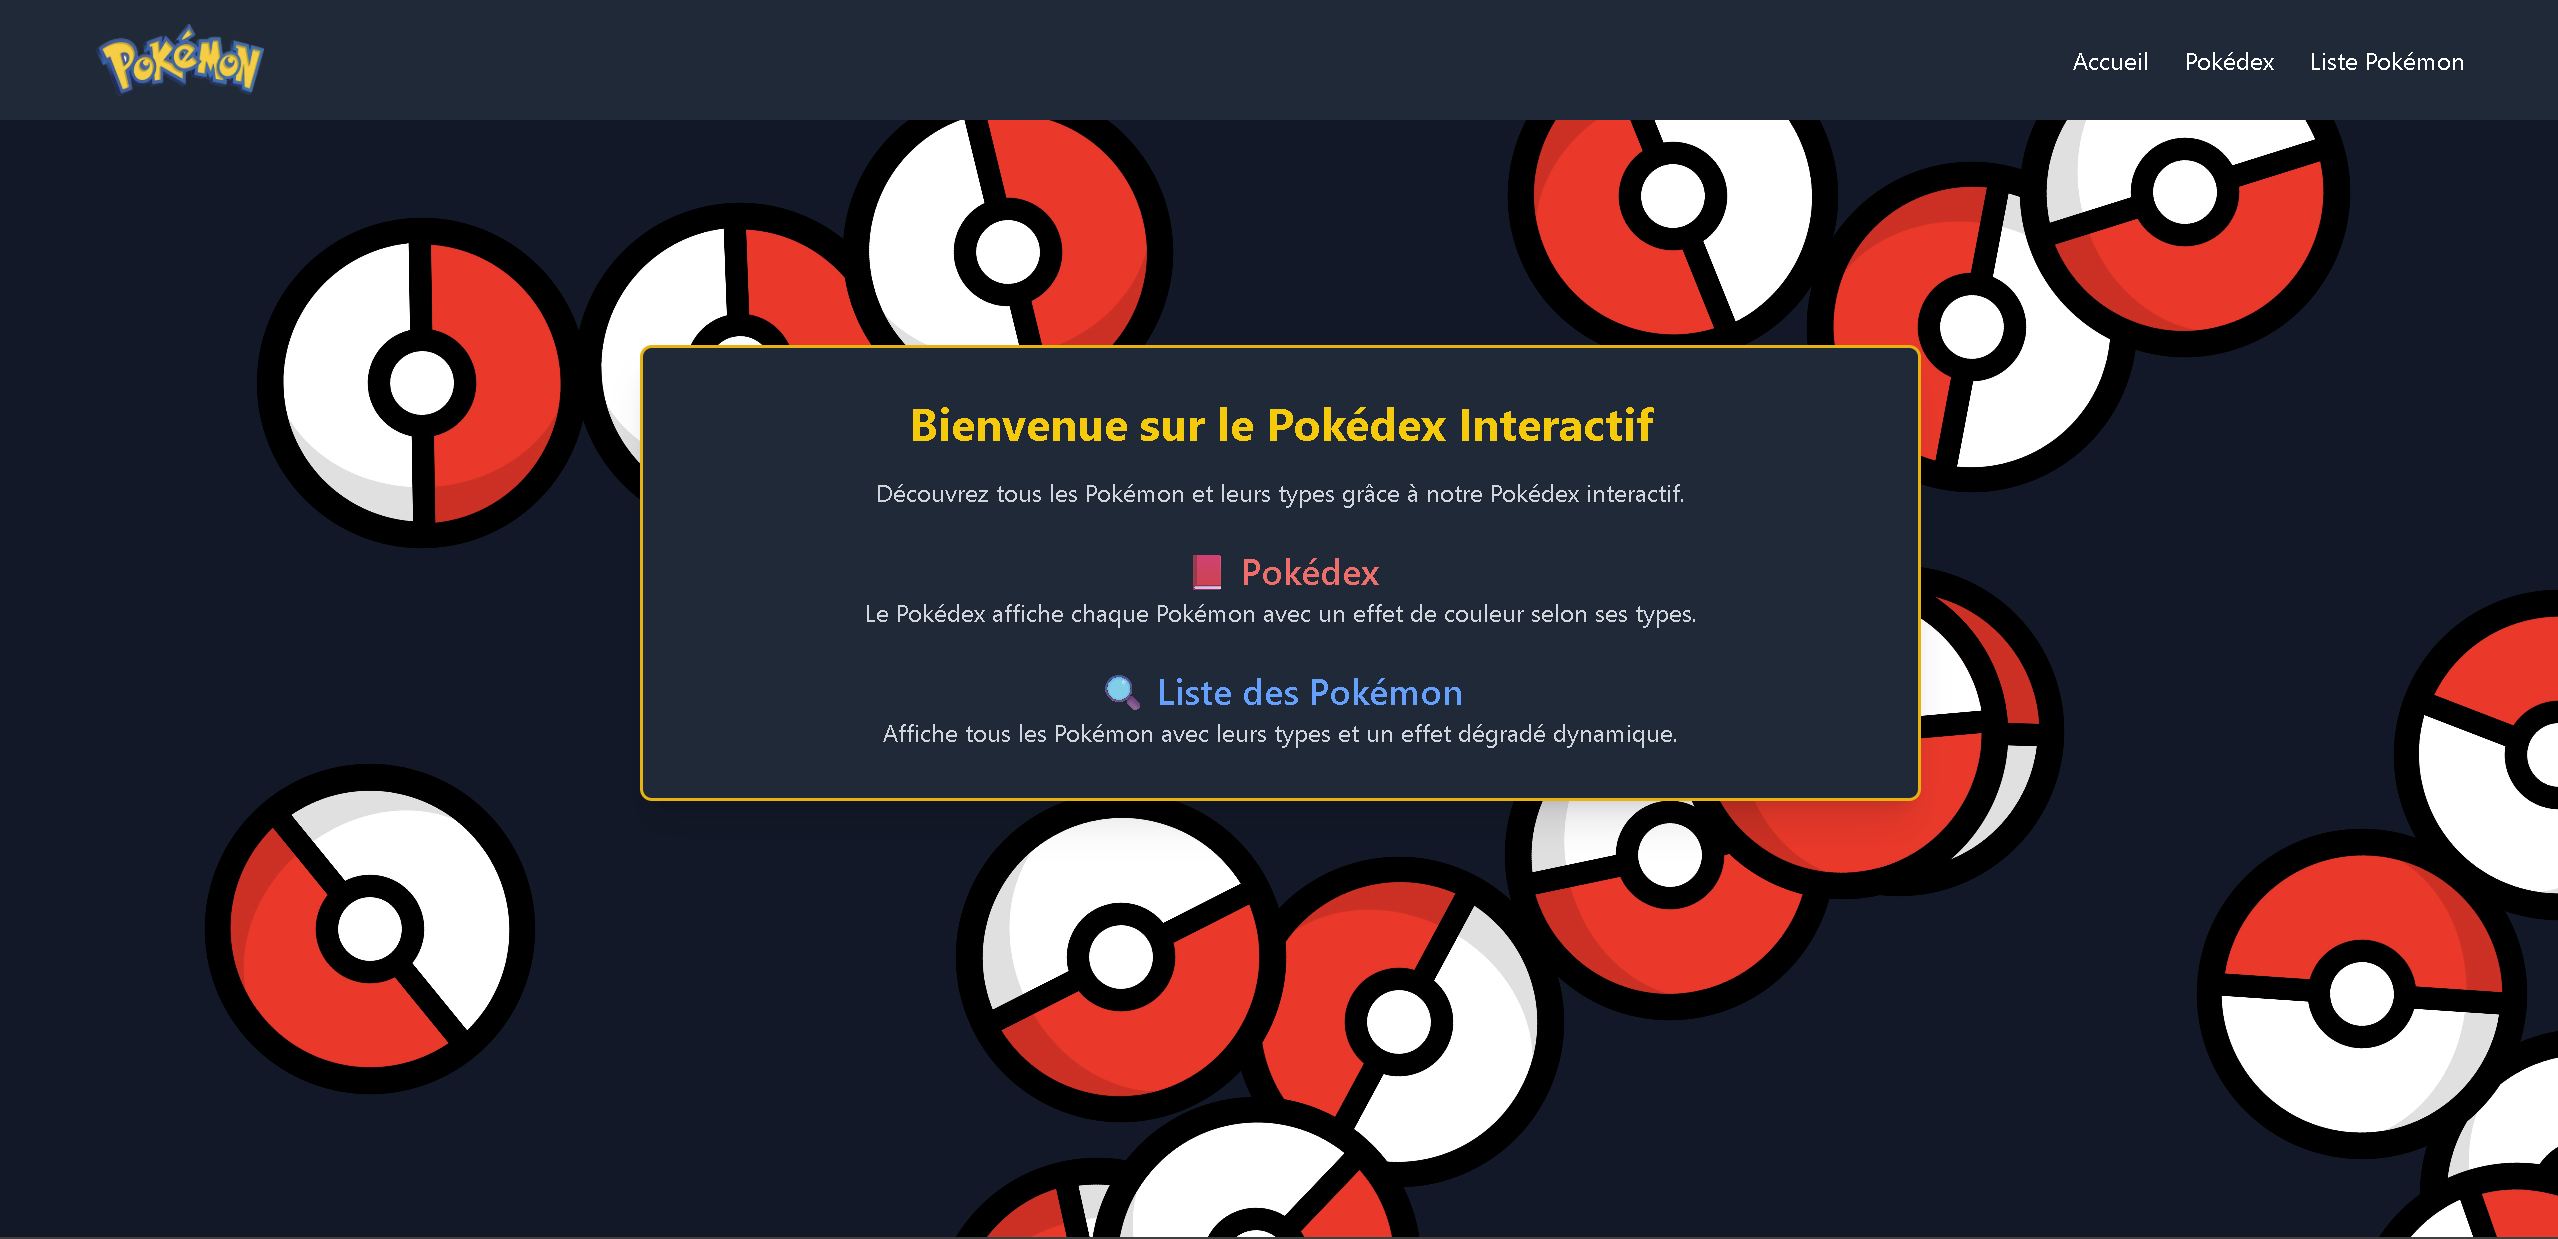 Pokémon
Accueil Pokédex Liste Pokémon
Bienvenue sur le Pokédex Interactif
Découvrez tous les Pokémon et leurs types grâce à notre Pokédex interactif.
Pokédex
Le Pokédex affiche chaque Pokémon avec un effet de couleur selon ses types.
Liste des Pokémon
Affiche tous les Pokémon avec leurs types et un effet dégradé dynamique.